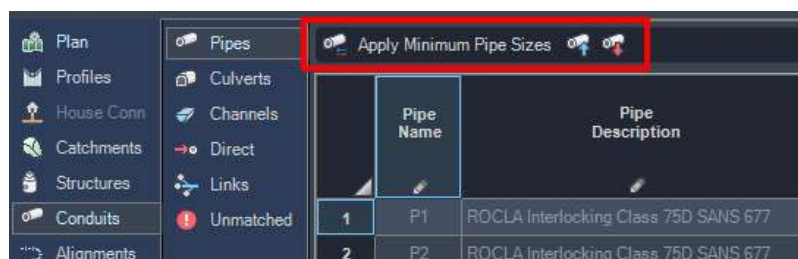 Plan
Profiles
House Conn
Catchments
Structures
Conduits
Alignments
Pipes
Culverts
Channels
Direct
Links
Unmatched
Apply Minimum Pipe Sizes
Pipe
Name
Pipe
Description
1 P1 ROCLA Interlocking Class 75D SANS 677
2 P2 ROCLA Interlocking Class 75D SANS 677